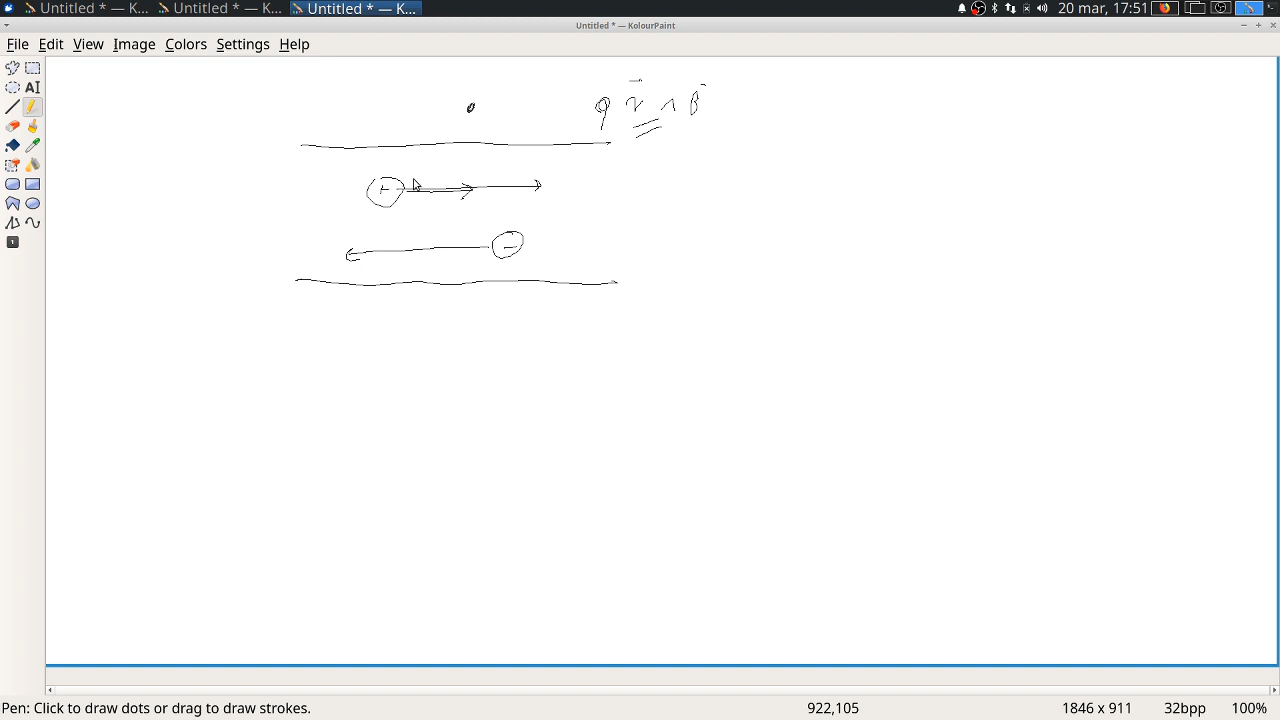 Untitled * — K... Untitled * — K... Untitled * — K... 20 mar, 17:51
Untitled * — KolourPaint
File Edit View Image Colors Settings Help
AI
q v ∧ B
+
−
Pen: Click to draw dots or drag to draw strokes. 922,105 1846 x 911 32bpp 100%